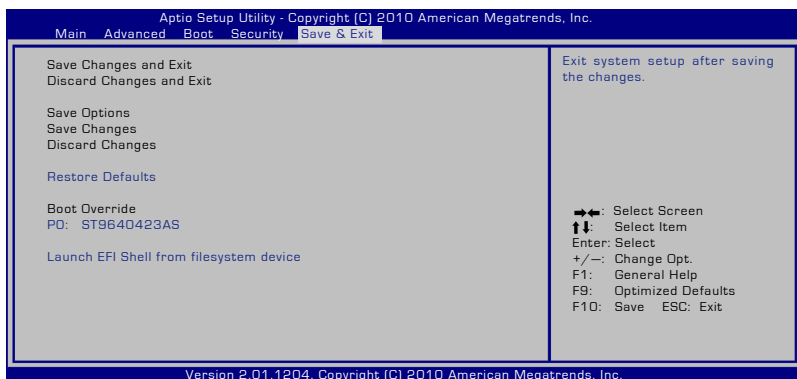 Aptio Setup Utility - Copyright (C) 2010 American Megatrends, Inc.
Main Advanced Boot Security Save & Exit
Save Changes and Exit
Discard Changes and Exit
Save Options
Save Changes
Discard Changes
Restore Defaults
Boot Override
P0: ST9640423AS
Launch EFI Shell from filesystem device
Exit system setup after saving
the changes.
→←: Select Screen
↑↓: Select Item
Enter: Select
+/—: Change Opt.
F1: General Help
F9: Optimized Defaults
F10: Save ESC: Exit
Version 2.01.1204. Copyright (C) 2010 American Megatrends, Inc.